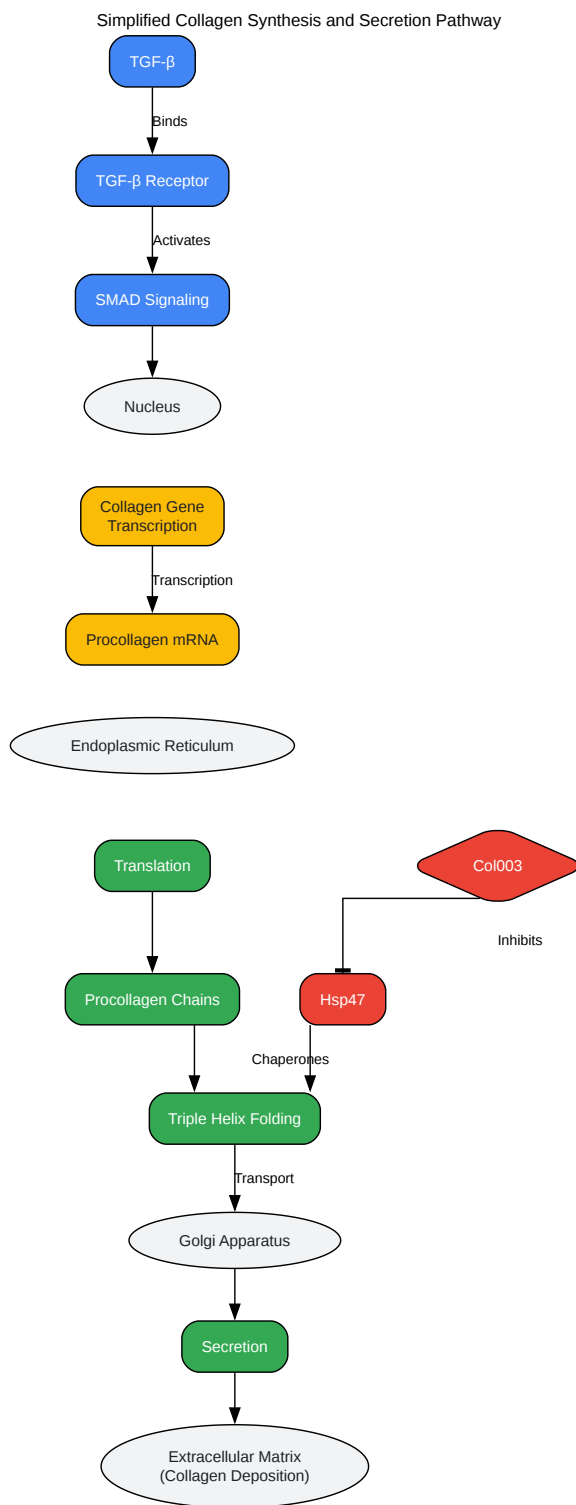 Simplified Collagen Synthesis and Secretion Pathway
TGF-β
Binds
TGF-β Receptor
Activates
SMAD Signaling
Nucleus
Collagen Gene
Transcription
Transcription
Procollagen mRNA
Endoplasmic Reticulum
Translation
Col003
Inhibits
Procollagen Chains
Hsp47
Chaperones
Triple Helix Folding
Transport
Golgi Apparatus
Secretion
Extracellular Matrix
(Collagen Deposition)